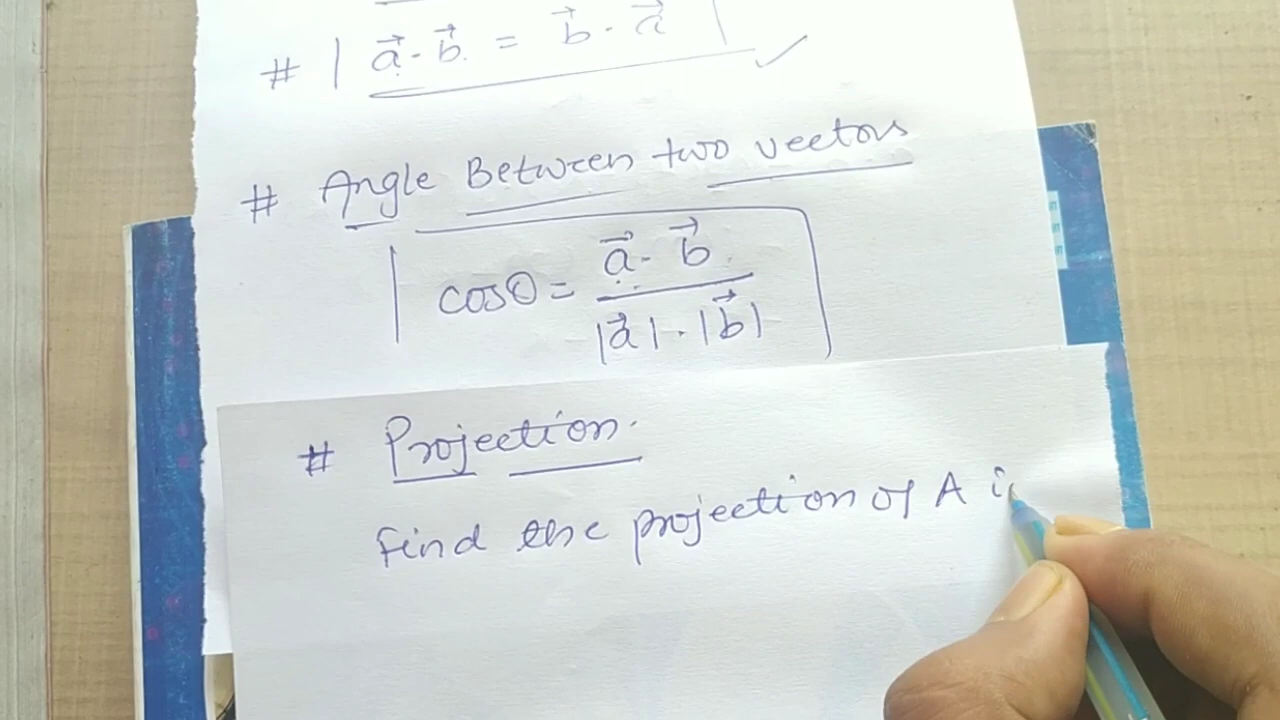 # | a⃗ · b⃗ = b⃗ · a⃗ |
# Angle Between two vectors
cosθ = a⃗ · b⃗ / |a⃗| · |b⃗|
# Projection.
Find the projection of A i